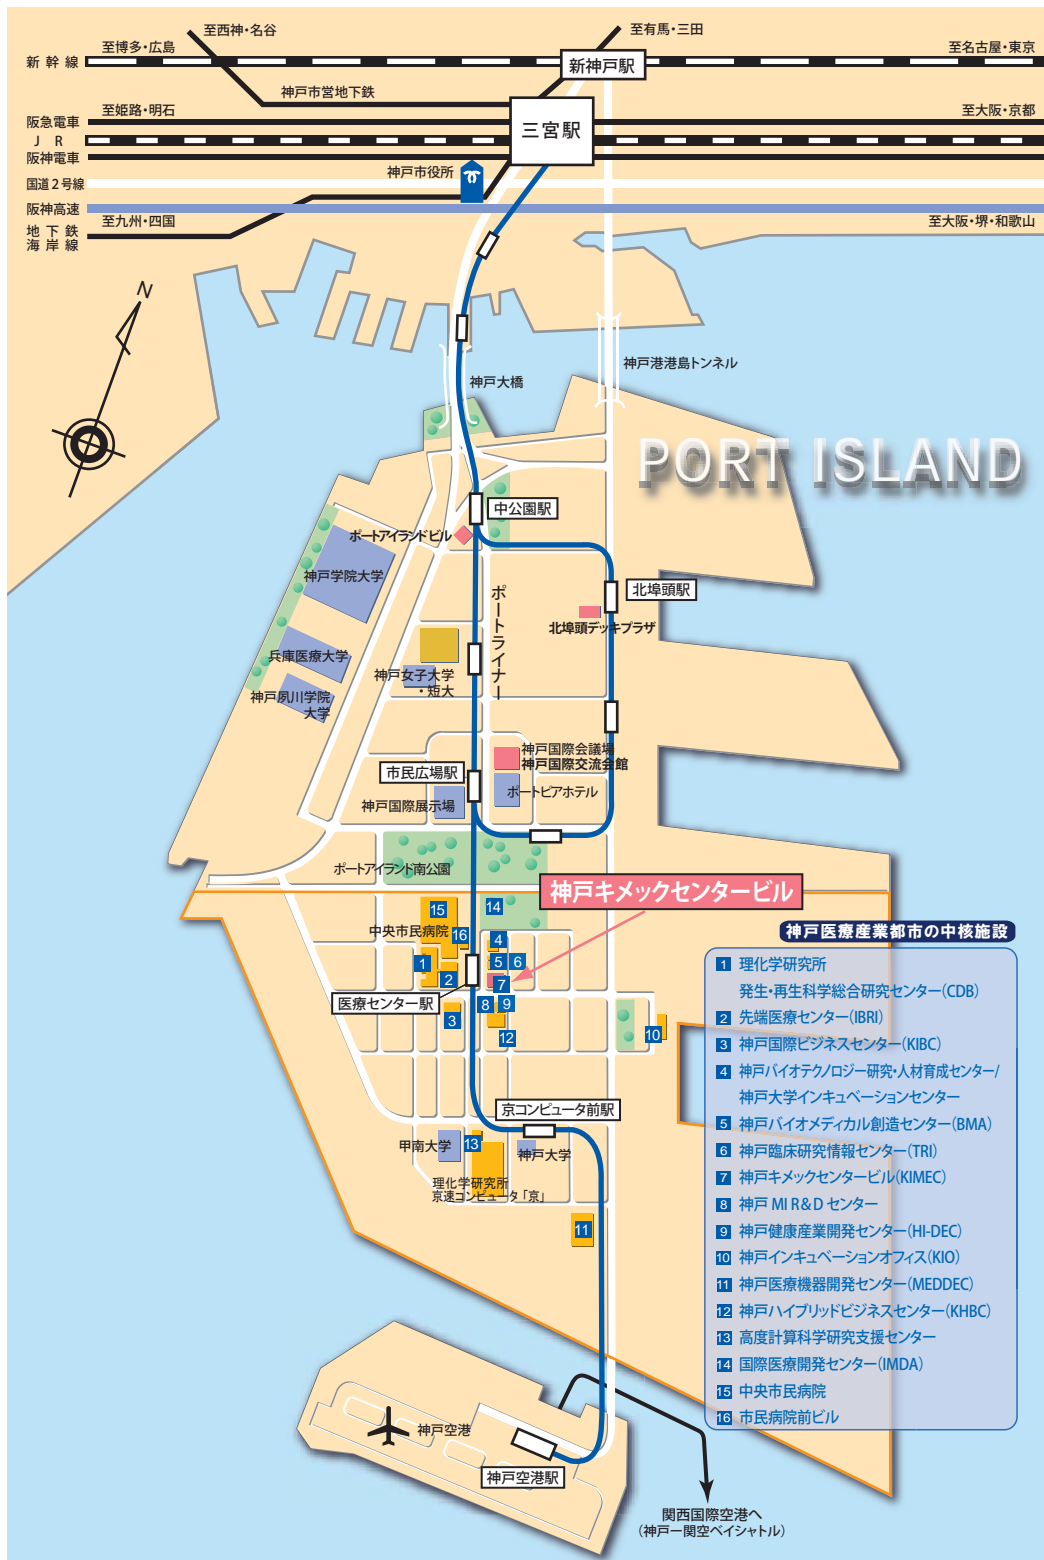 至西神・名谷
至有馬・三田
至博多・広島
至名古屋・東京
新幹線
新神戸駅
神戸市営地下鉄
至姫路・明石
至大阪・京都
阪急電車
三宮駅
JR
阪神電車
神戸市役所
国道2号線
阪神高速
至九州・四国
至大阪・堺・和歌山
地下鉄
海岸線
N
神戸港港島トンネル
神戸大橋
PORT ISLAND
中公園駅
ポートアイランドビル
神戸学院大学
北埠頭駅
ポートライナー
北埠頭デッキプラザ
兵庫医療大学
神戸女子大学
・短大
神戸夙川学院
大学
神戸国際会議場
神戸国際交流会館
市民広場駅
ポートピアホテル
神戸国際展示場
ポートアイランド南公園
神戸キメックセンタービル
15
14
中央市民病院
16
4
1
5
6
2
7
医療センター駅
8
9
3
12
10
京コンピュータ前駅
甲南大学
13
神戸大学
理化学研究所
京速コンピュータ「京」
11
神戸医療産業都市の中核施設
1 理化学研究所
発生・再生科学総合研究センター(CDB)
2 先端医療センター(IBRI)
3 神戸国際ビジネスセンター(KIBC)
4 神戸バイオテクノロジー研究・人材育成センター/
神戸大学インキュベーションセンター
5 神戸バイオメディカル創造センター(BMA)
6 神戸臨床研究情報センター(TRI)
7 神戸キメックセンタービル(KIMEC)
8 神戸 MI R&D センター
9 神戸健康産業開発センター(HI-DEC)
10 神戸インキュベーションオフィス(KIO)
11 神戸医療機器開発センター(MEDDEC)
12 神戸ハイブリッドビジネスセンター(KHBC)
13 高度計算科学研究支援センター
14 国際医療開発センター(IMDA)
15 中央市民病院
16 市民病院前ビル
神戸空港
神戸空港駅
関西国際空港へ
(神戸ー関空ベイシャトル)